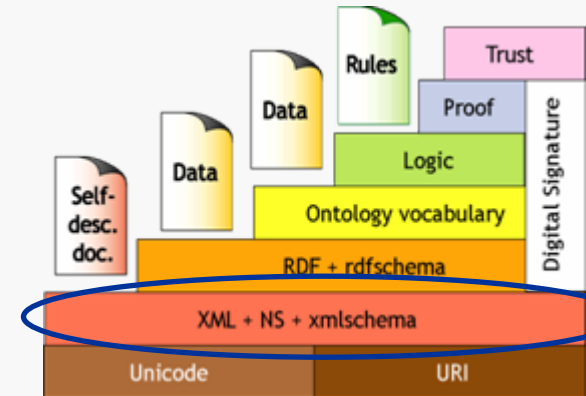 Trust
Rules
Proof
Data
Logic
Data
Digital Signature
Self-
desc.
doc.
Ontology vocabulary
RDF + rdfschema
XML + NS + xmlschema
Unicode
URI